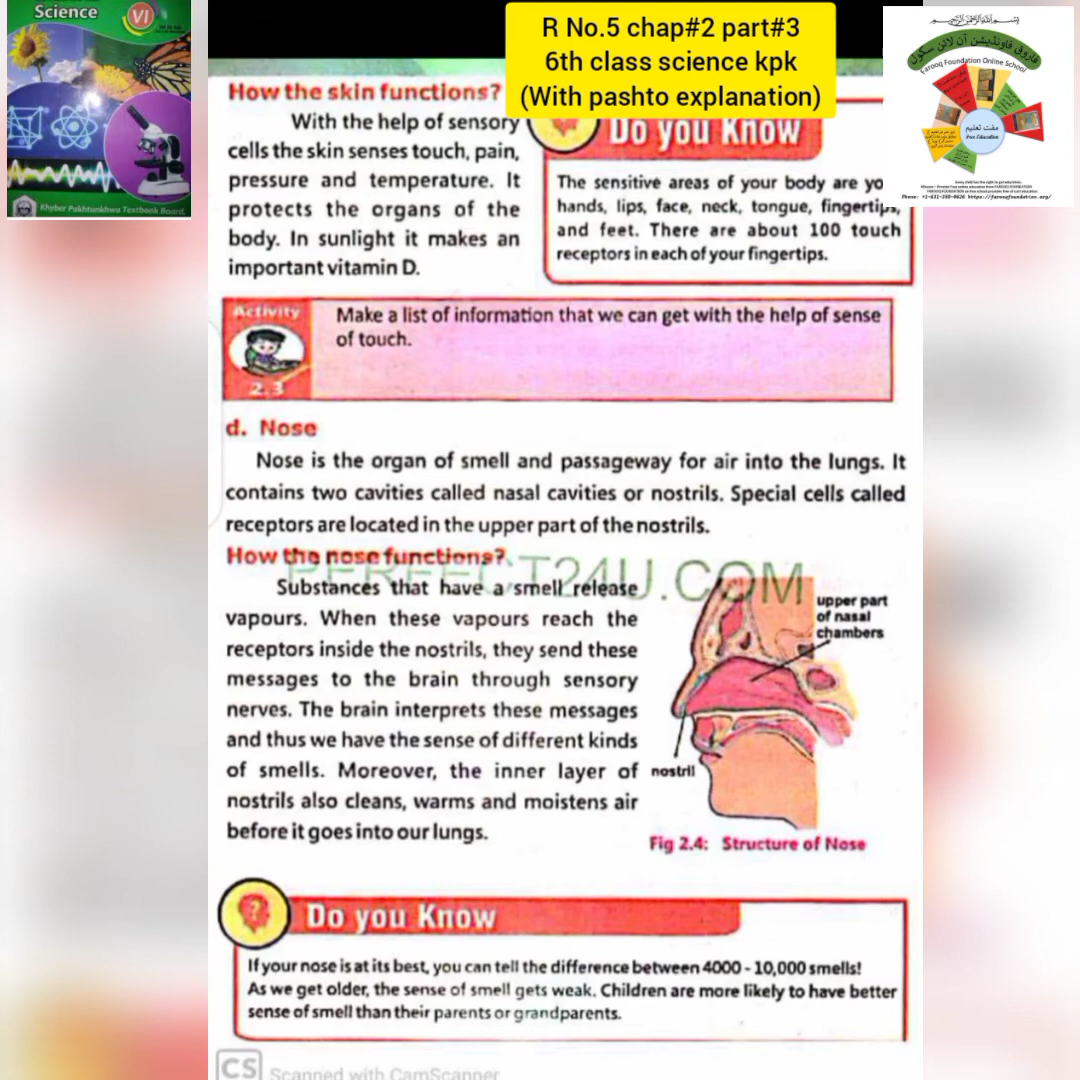 Science
VI
Khyber Pakhtunkhwa Textbook Board,
R No.5 chap#2 part#3
6th class science kpk
(With pashto explanation)
فاروق فاونڈیشن آن لائن سکول
Farooq Foundation Online School
مفت تعلیم
Free Education
How the skin functions?
With the help of sensory
cells the skin senses touch, pain,
pressure and temperature. It
protects the organs of the
body. In sunlight it makes an
important vitamin D.
Do you Know
The sensitive areas of your body are yo
hands, lips, face, neck, tongue, fingertips,
and feet. There are about 100 touch
receptors in each of your fingertips.
Activity
2.3
Make a list of information that we can get with the help of sense
of touch.
d. Nose
Nose is the organ of smell and passageway for air into the lungs. It
contains two cavities called nasal cavities or nostrils. Special cells called
receptors are located in the upper part of the nostrils.
How the nose functions?
PERFECT24U.COM
Substances that have a smell release
vapours. When these vapours reach the
receptors inside the nostrils, they send these
messages to the brain through sensory
nerves. The brain interprets these messages
and thus we have the sense of different kinds
of smells. Moreover, the inner layer of
nostrils also cleans, warms and moistens air
before it goes into our lungs.
upper part
of nasal
chambers
nostril
Fig 2.4: Structure of Nose
?
Do you Know
If your nose is at its best, you can tell the difference between 4000 - 10,000 smells!
As we get older, the sense of smell gets weak. Children are more likely to have better
sense of smell than their parents or grandparents.
CS Scanned with CamScanner